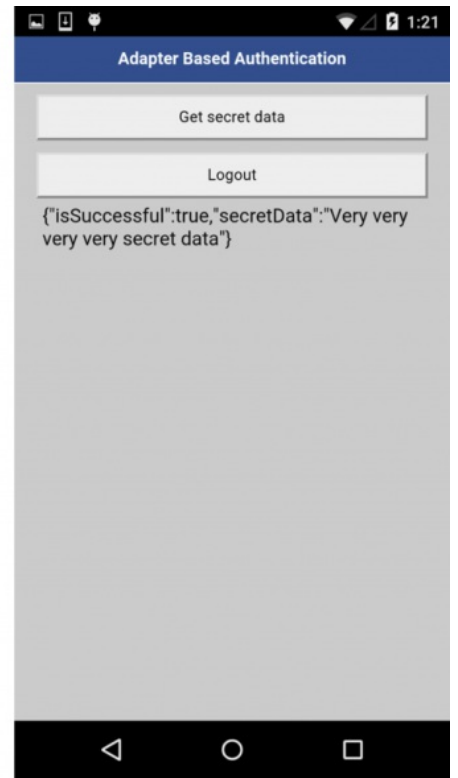 1:21
Adapter Based Authentication
Get secret data
Logout
{"isSuccessful":true,"secretData":"Very very
very very secret data"}